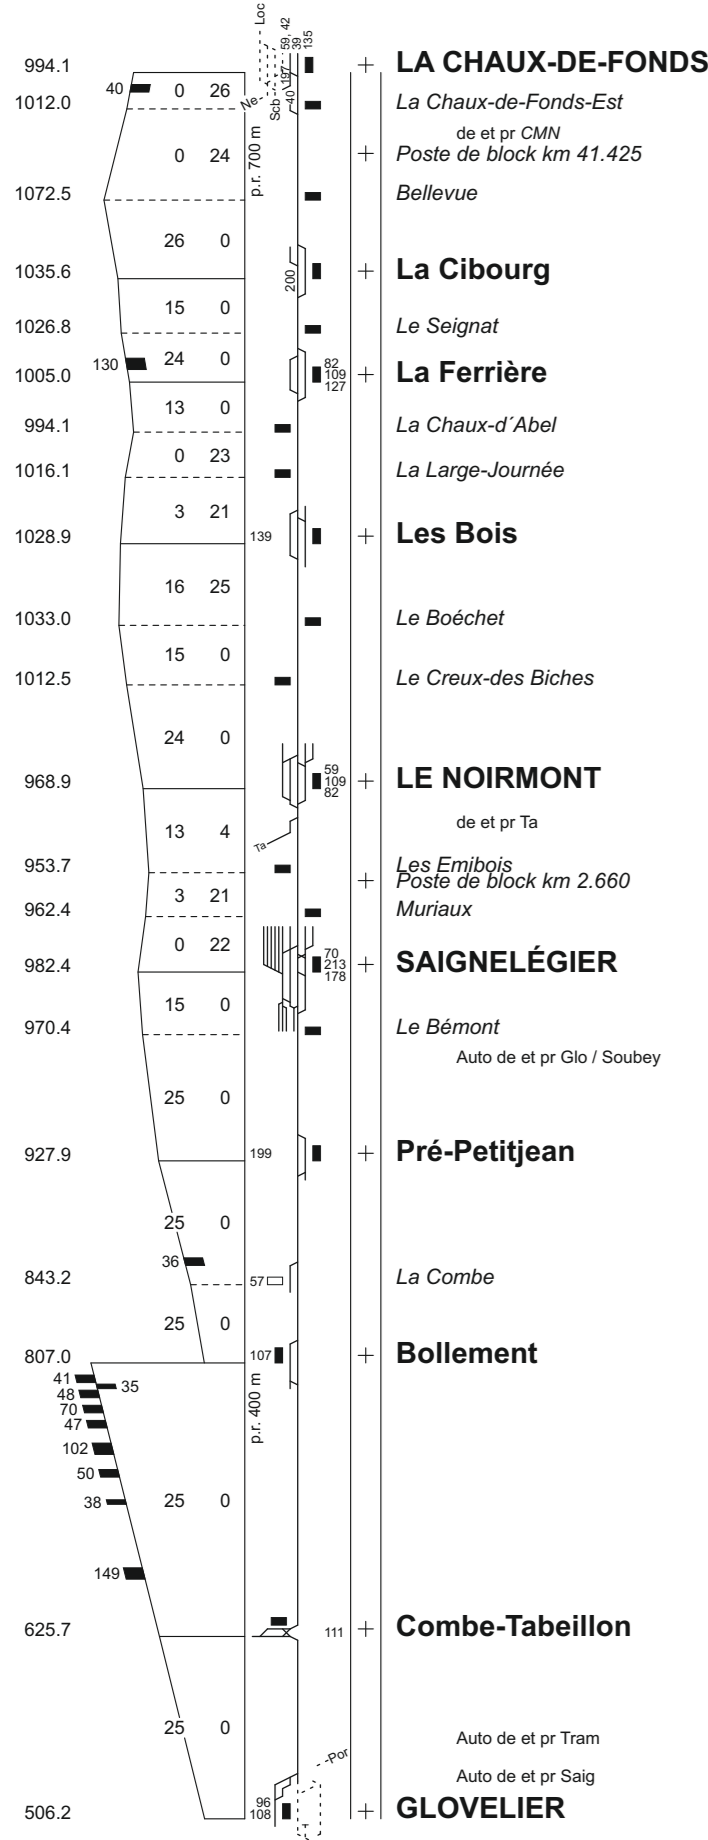 Loc
59, 42
39
135
197
994.1 LA CHAUX-DE-FONDS
40 0 26
Ne
Scb
40
1012.0 La Chaux-de-Fonds-Est
de et pr CMN
p.r. 700 m
0 24
Poste de block km 41.425
1072.5 Bellevue
26 0
1035.6 200 La Cibourg
15 0
1026.8 Le Seignat
130 24 0
82
1005.0 109 La Ferrière
127
13 0
994.1 La Chaux-d´Abel
0 23
1016.1 La Large-Journée
3 21
1028.9 139 Les Bois
16 25
1033.0 Le Boéchet
15 0
1012.5 Le Creux-des Biches
24 0
59
968.9 109 LE NOIRMONT
82
13 4
de et pr Ta
Ta
953.7 Les Emibois
Poste de block km 2.660
3 21
962.4 Muriaux
0 22
70
982.4 213 SAIGNELÉGIER
178
15 0
970.4 Le Bémont
Auto de et pr Glo / Soubey
25 0
927.9 199 Pré-Petitjean
25 0
36
843.2 57 La Combe
25 0
807.0 107 Bollement
41
35
48
70
47
p.r. 400 m
102
50
38 25 0
149
625.7 111 Combe-Tabeillon
25 0
Auto de et pr Tram
Por
Auto de et pr Saig
96
506.2 108 GLOVELIER
T